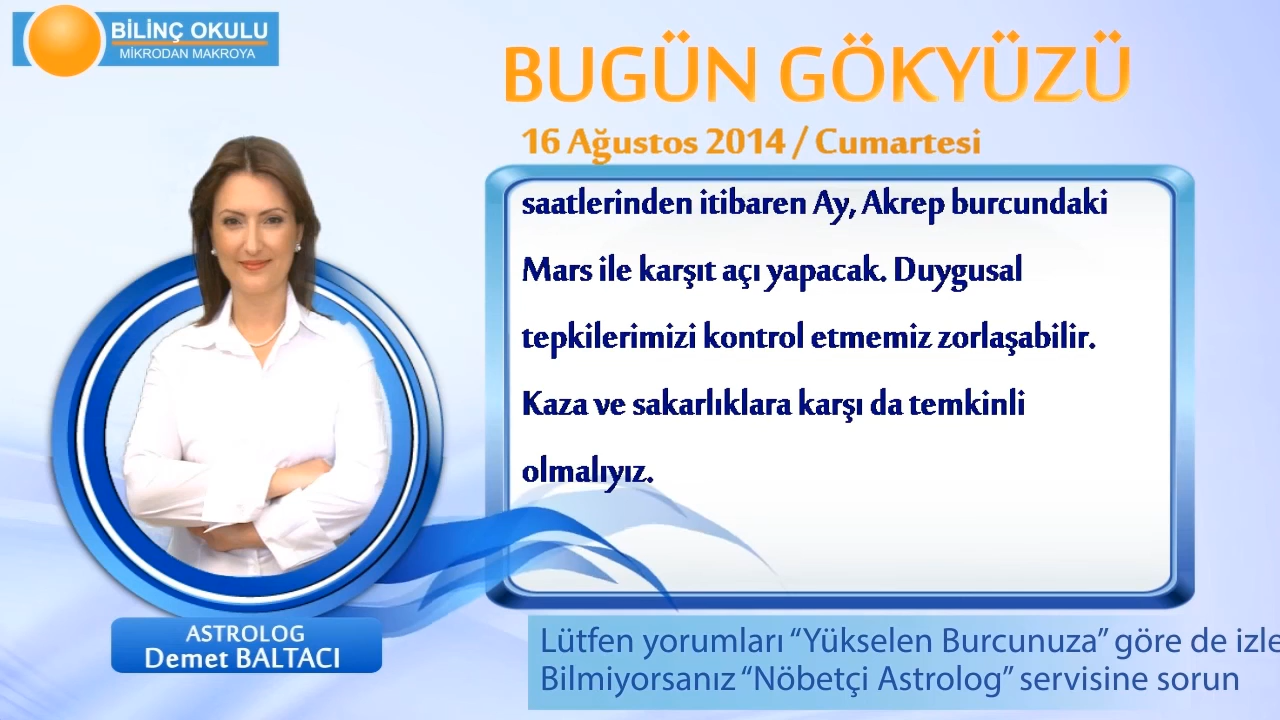 BİLİNÇ OKULU
MİKRODAN MAKROYA
BUGÜN GÖKYÜZÜ
16 Ağustos 2014 / Cumartesi
saatlerinden itibaren Ay, Akrep burcundaki
Mars ile karşıt açı yapacak. Duygusal
tepkilerimizi kontrol etmemiz zorlaşabilir.
Kaza ve sakarlıklara karşı da temkinli
olmalıyız.
ASTROLOG
Demet BALTACI
Lütfen yorumları “Yükselen Burcunuza” göre de izle
Bilmiyorsanız “Nöbetçi Astrolog” servisine sorun